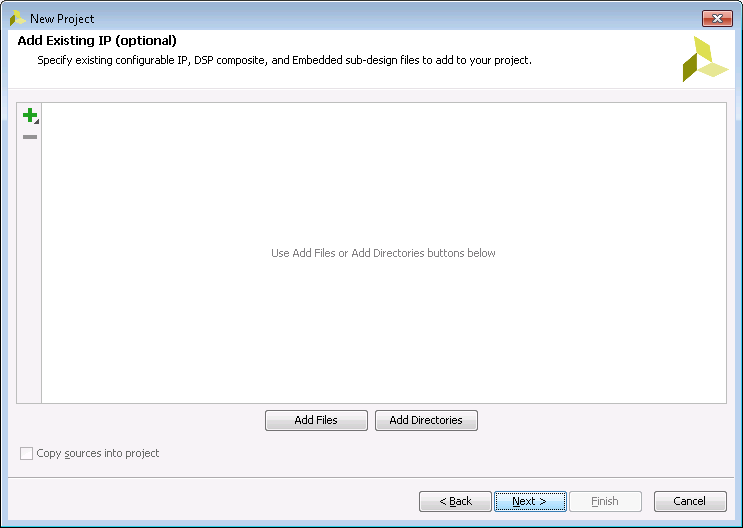 New Project
Add Existing IP (optional)
Specify existing configurable IP, DSP composite, and Embedded sub-design files to add to your project.
Use Add Files or Add Directories buttons below
Add Files Add Directories
Copy sources into project
< Back Next > Finish Cancel